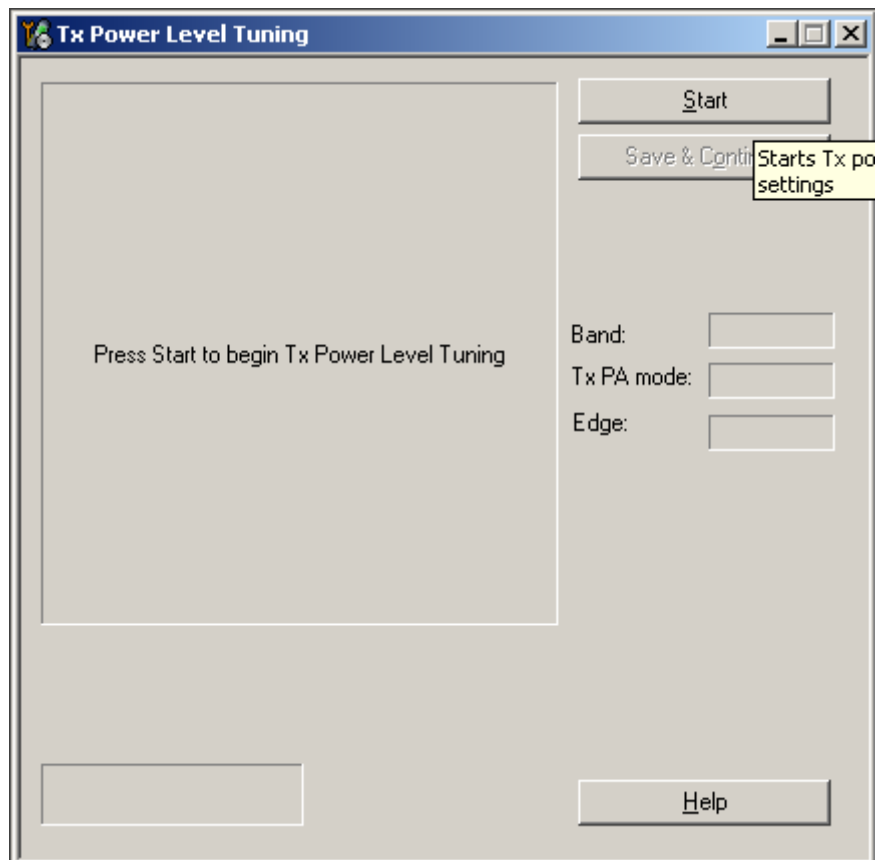 Tx Power Level Tuning
Start
Save & Contin
Starts Tx po
settings
Press Start to begin Tx Power Level Tuning
Band:
Tx PA mode:
Edge:
Help